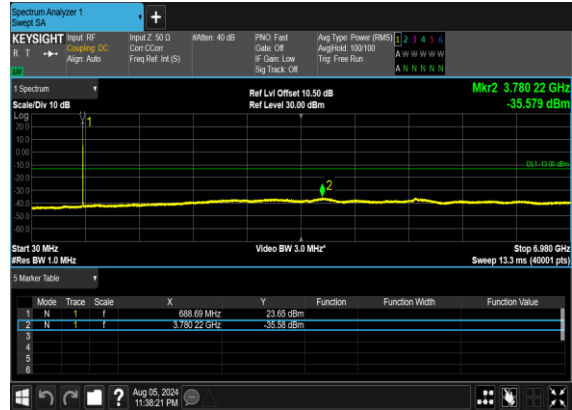 Spectrum Analyzer 1
Swept SA
+
KEYSIGHT Input: RF Input Z: 50 Ω #Atten: 40 dB PNO: Fast Avg Type: Power (RMS) 1 2 3 4 5 6
R T Coupling: DC Corr CCorr Gate: Off Avg|Hold: 100/100 A W W W W W
Align: Auto Freq Ref: Int (S) IF Gain: Low Trig: Free Run
Sig Track: Off A N N N N N
1 Spectrum Ref Lvl Offset 10.50 dB Mkr2 3.780 22 GHz
Scale/Div 10 dB Ref Level 30.00 dBm -35.579 dBm
Log
1
20.0
10.0
0.00
-10.0
DL1 -13.00 dBm
-20.0
2
-30.0
-40.0
-50.0
-60.0
Start 30 MHz Video BW 3.0 MHz* Stop 6.980 GHz
#Res BW 1.0 MHz Sweep 13.3 ms (40001 pts)
5 Marker Table
Mode Trace Scale X Y Function Function Width Function Value
1 N 1 f 688.69 MHz 23.65 dBm
2 N 1 f 3.780 22 GHz -35.58 dBm
3
4
5
6
? Aug 05, 2024
11:38:21 PM